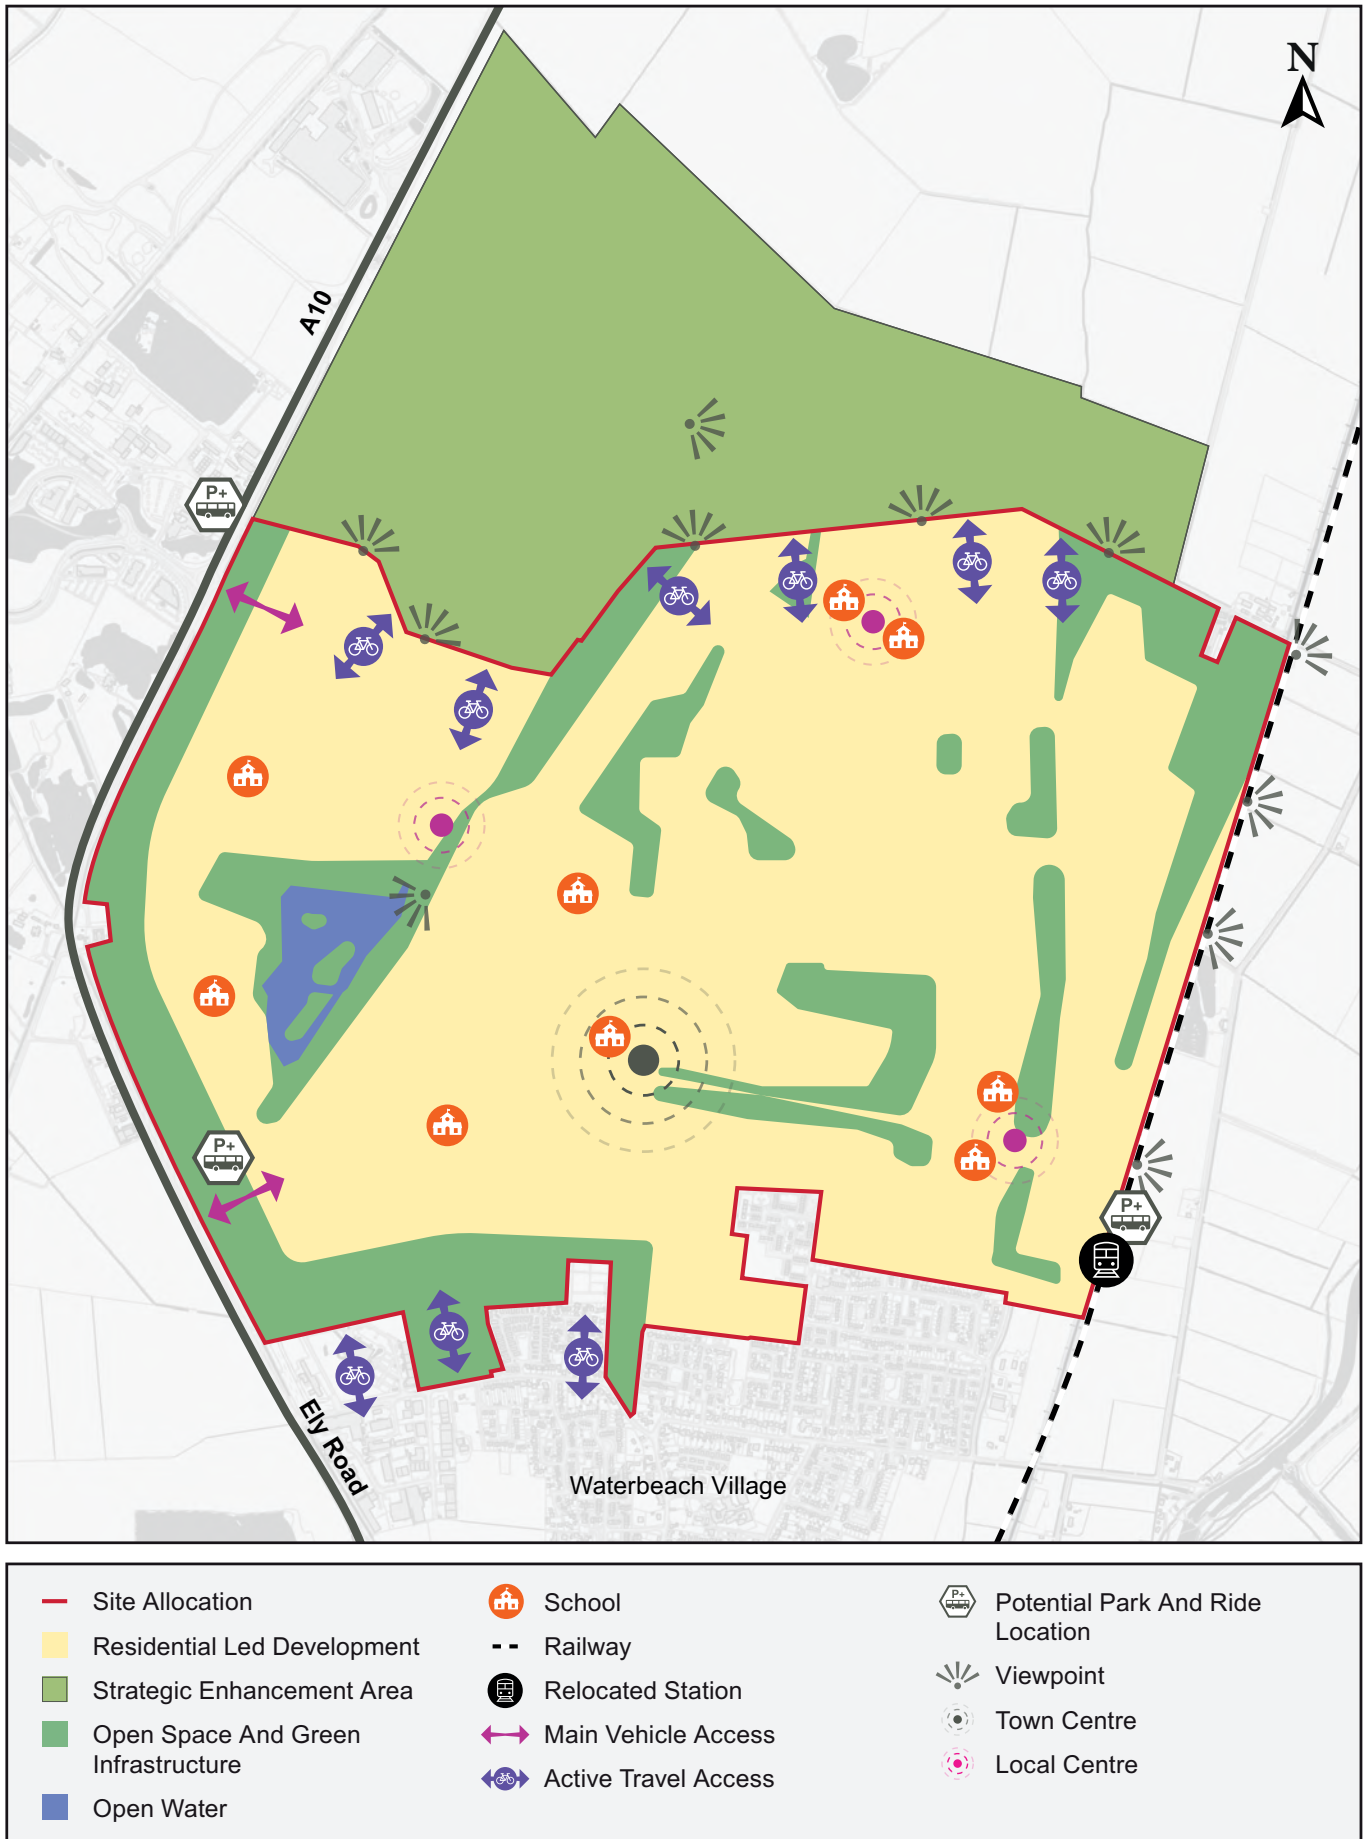 N
A10
P+
P+
P+
Ely Road
Waterbeach Village
Site Allocation
Residential Led Development
Strategic Enhancement Area
Open Space And Green
Infrastructure
Open Water
School
Railway
Relocated Station
Main Vehicle Access
Active Travel Access
P+
Potential Park And Ride
Location
Viewpoint
Town Centre
Local Centre